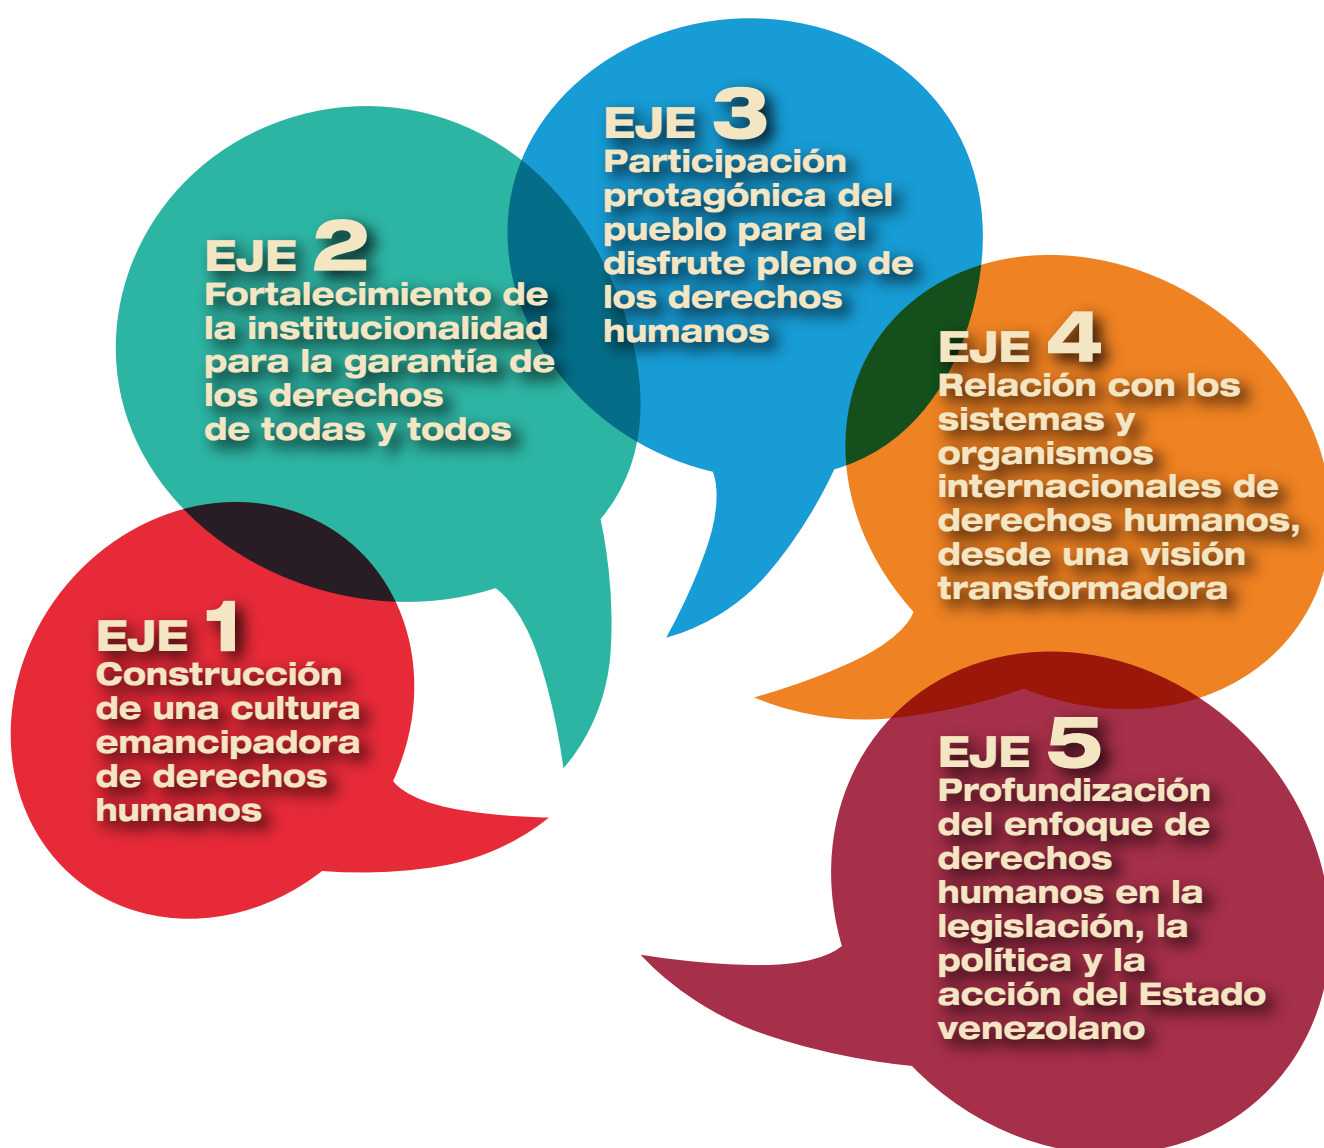 EJE 1
Construcción
de una cultura
emancipadora
de derechos
humanos
EJE 2
Fortalecimiento de
la institucionalidad
para la garantía de
los derechos
de todas y todos
EJE 3
Participación
protagónica del
pueblo para el
disfrute pleno de
los derechos
humanos
EJE 4
Relación con los
sistemas y
organismos
internacionales de
derechos humanos,
desde una visión
transformadora
EJE 5
Profundización
del enfoque de
derechos
humanos en la
legislación, la
política y la
acción del Estado
venezolano